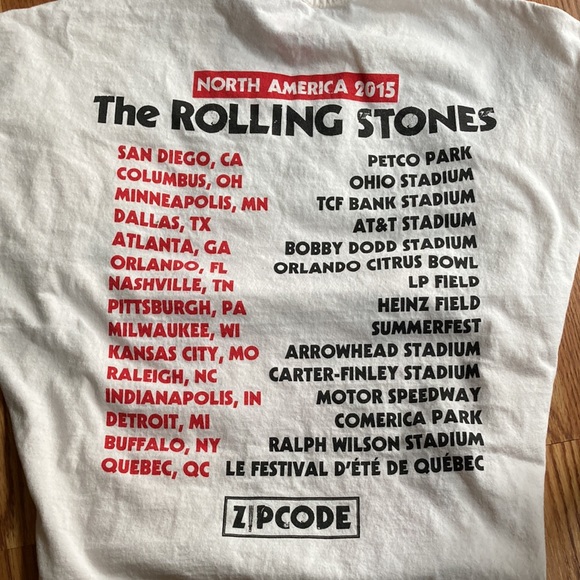 NORTH AMERICA 2015
The ROLLING STONES
SAN DIEGO, CA PETCO PARK
COLUMBUS, OH OHIO STADIUM
MINNEAPOLIS, MN TCF BANK STADIUM
DALLAS, TX AT&T STADIUM
ATLANTA, GA BOBBY DODD STADIUM
ORLANDO, FL ORLANDO CITRUS BOWL
NASHVILLE, TN LP FIELD
PITTSBURGH, PA HEINZ FIELD
MILWAUKEE, WI SUMMERFEST
KANSAS CITY, MO ARROWHEAD STADIUM
RALEIGH, NC CARTER-FINLEY STADIUM
INDIANAPOLIS, IN MOTOR SPEEDWAY
DETROIT, MI COMERICA PARK
BUFFALO, NY RALPH WILSON STADIUM
QUEBEC, QC LE FESTIVAL D'ÉTÉ DE QUÉBEC
ZIPCODE